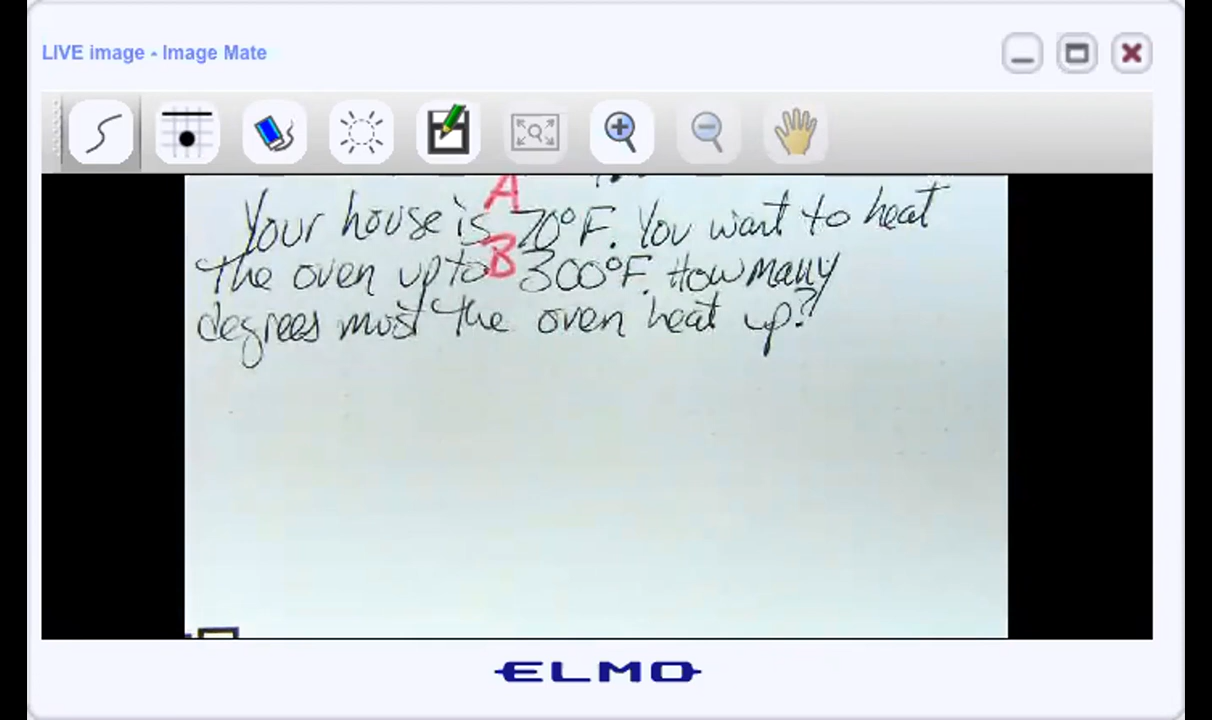 LIVE image - Image Mate
A
Your house is 70°F. You want to heat
B
the oven up to 300°F. How many
degrees must the oven heat up?
ELMO